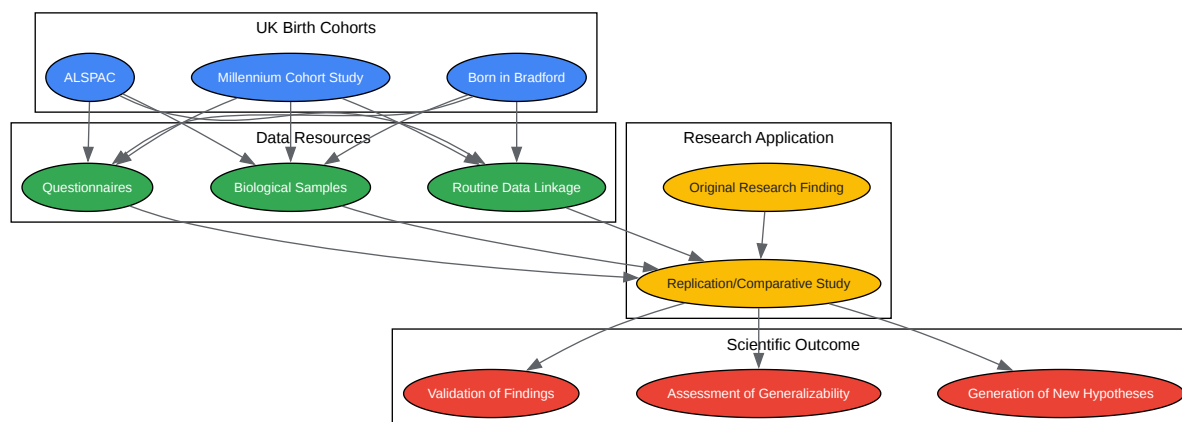 UK Birth Cohorts
ALSPAC
Millennium Cohort Study
Born in Bradford
Data Resources
Research Application
Questionnaires
Biological Samples
Routine Data Linkage
Original Research Finding
Replication/Comparative Study
Scientific Outcome
Validation of Findings
Assessment of Generalizability
Generation of New Hypotheses